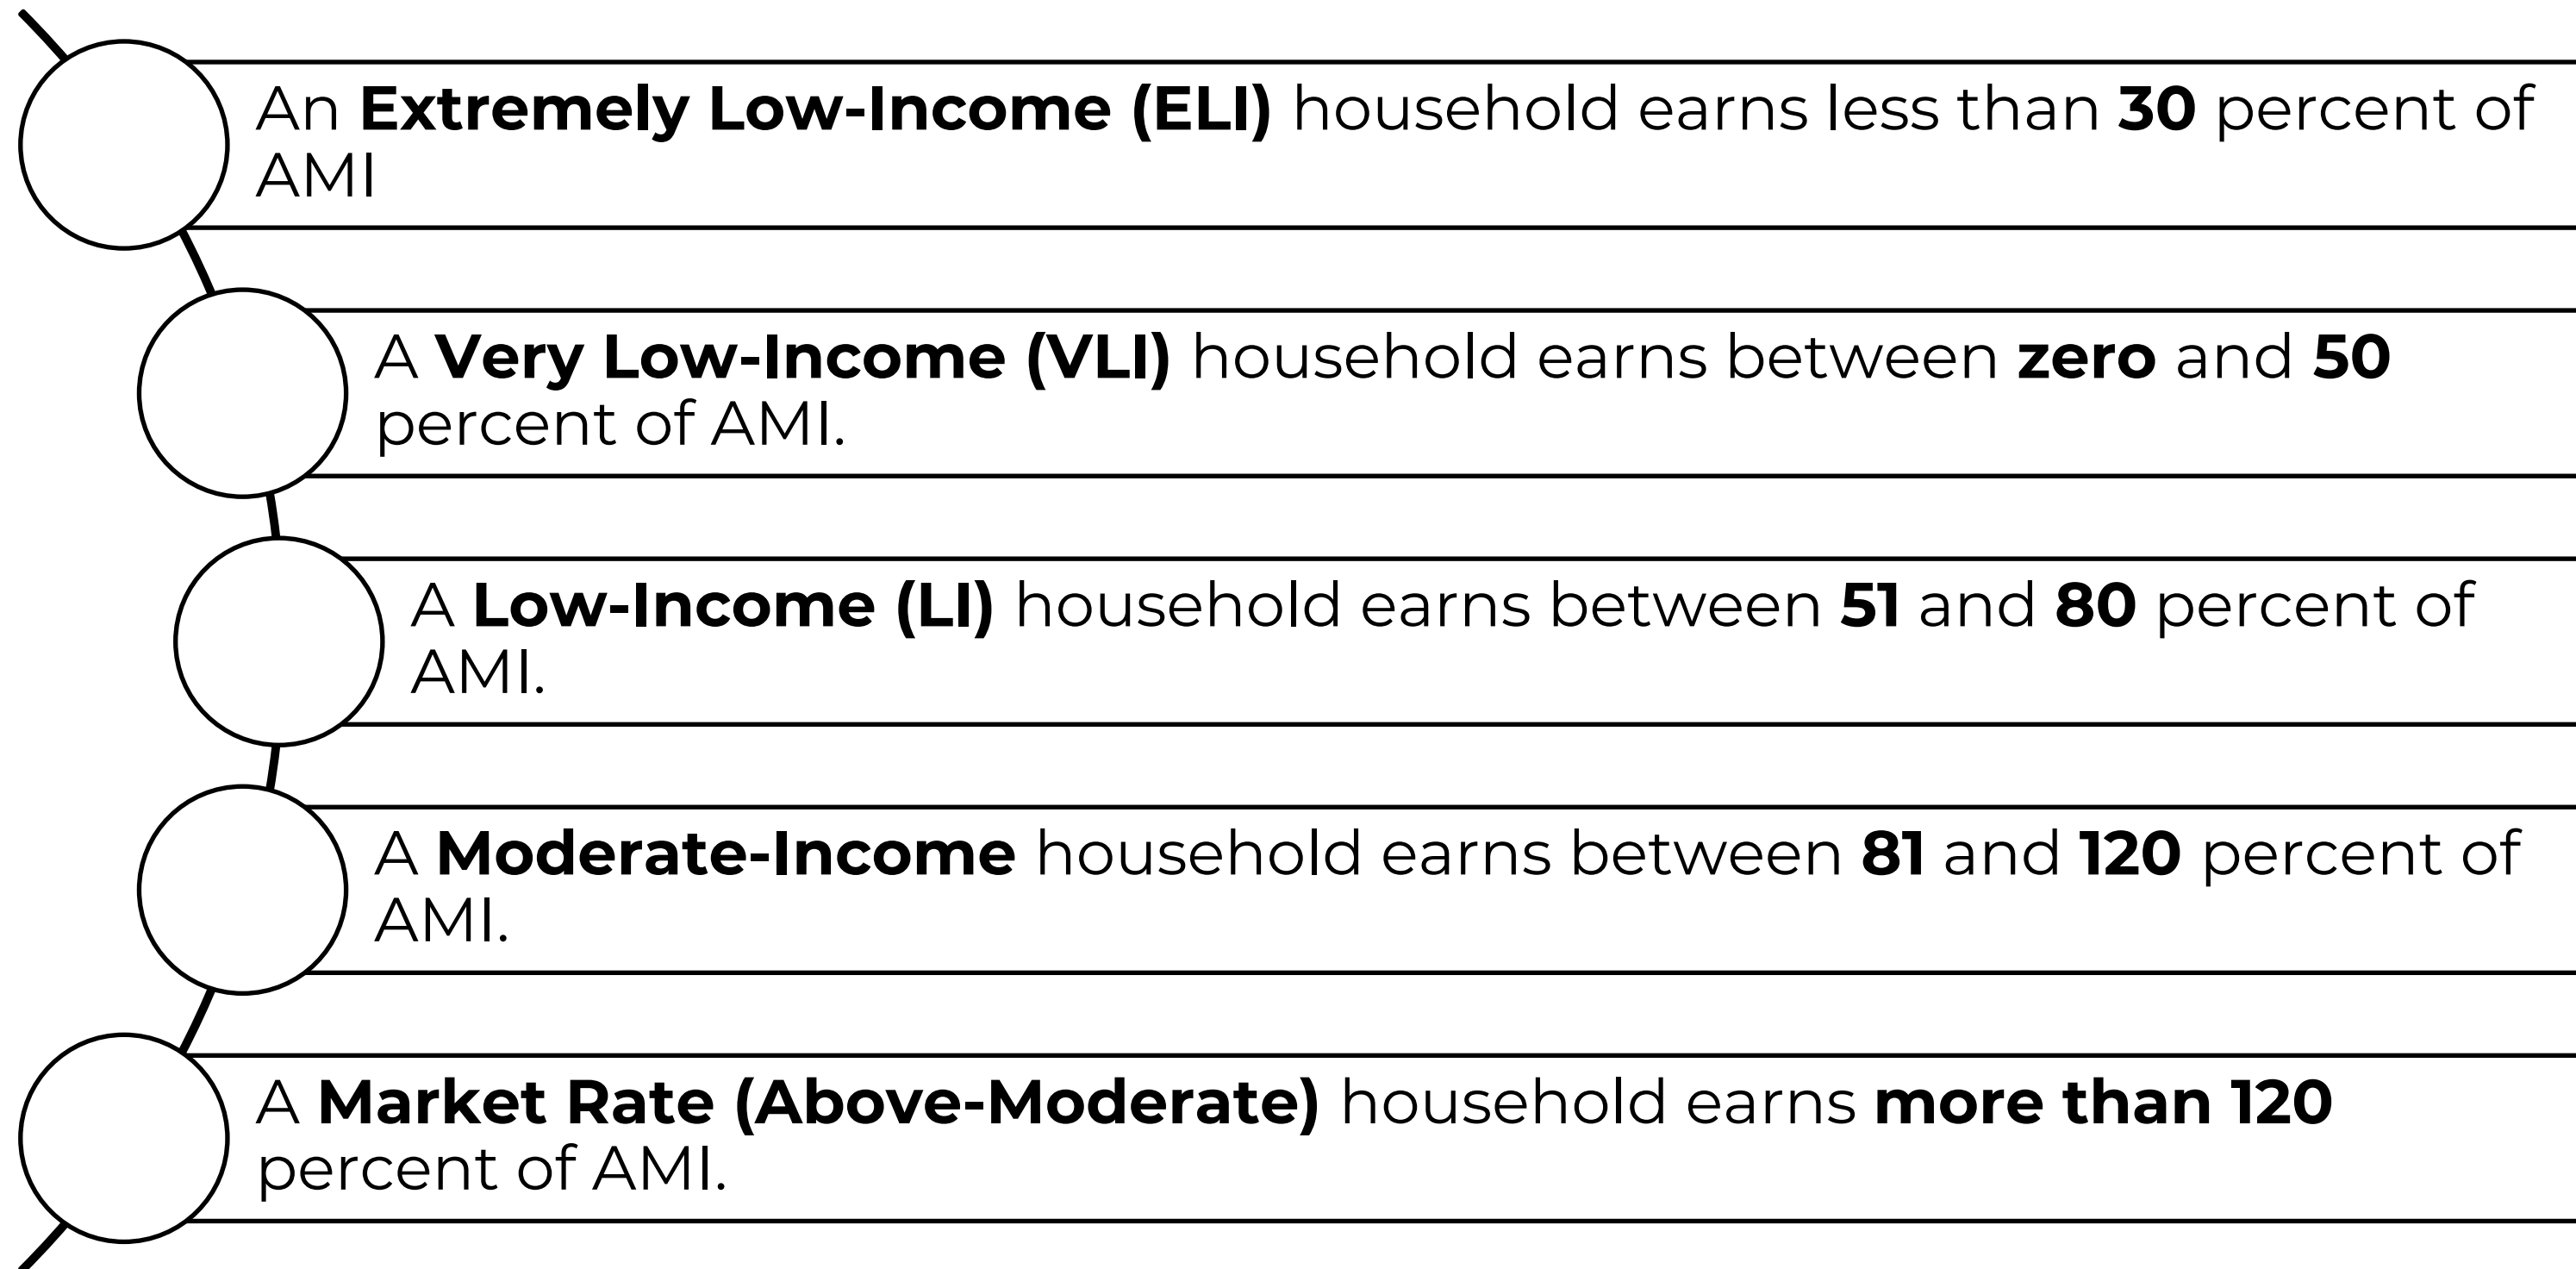 An Extremely Low-Income (ELI) household earns less than 30 percent of
AMI
A Very Low-Income (VLI) household earns between zero and 50
percent of AMI.
A Low-Income (LI) household earns between 51 and 80 percent of
AMI.
A Moderate-Income household earns between 81 and 120 percent of
AMI.
A Market Rate (Above-Moderate) household earns more than 120
percent of AMI.